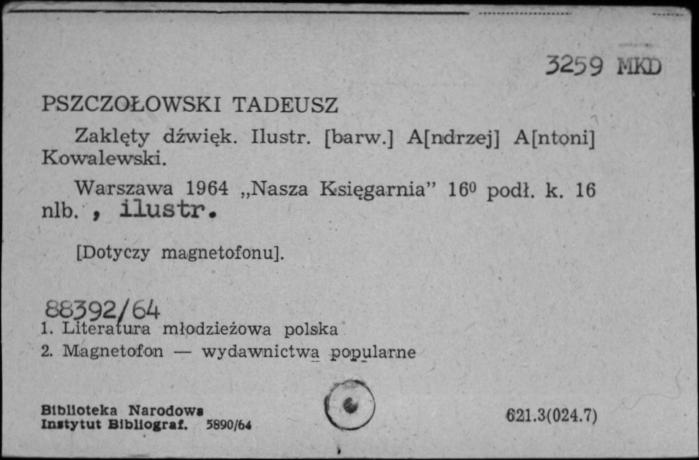 3259 MKD
PSZCZOŁOWSKI TADEUSZ
Zaklęty dźwięk. Ilustr. [barw.] A[ndrzej] A[ntoni]
Kowalewski.
Warszawa 1964 „Nasza Księgarnia” 16⁰ podł. k. 16
nlb. , ilustr.
[Dotyczy magnetofonu].
88392/64
1. Literatura młodzieżowa polska
2. Magnetofon — wydawnictwa popularne
Biblioteka Narodowa
Instytut Bibliograf. 5890/64
621.3(024.7)